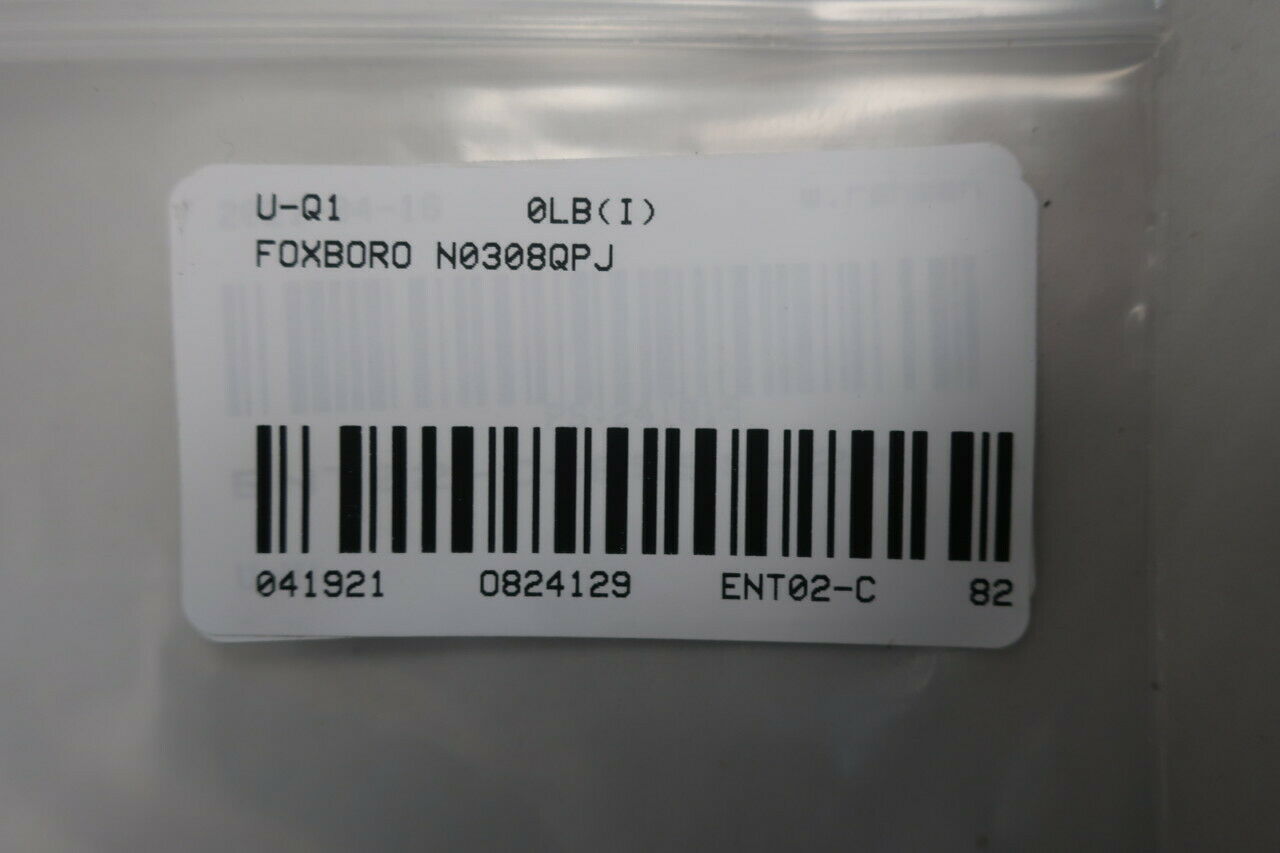 U-Q1 0LB(I)
FOXBORO N0308QPJ
041921 0824129 ENT02-C 82